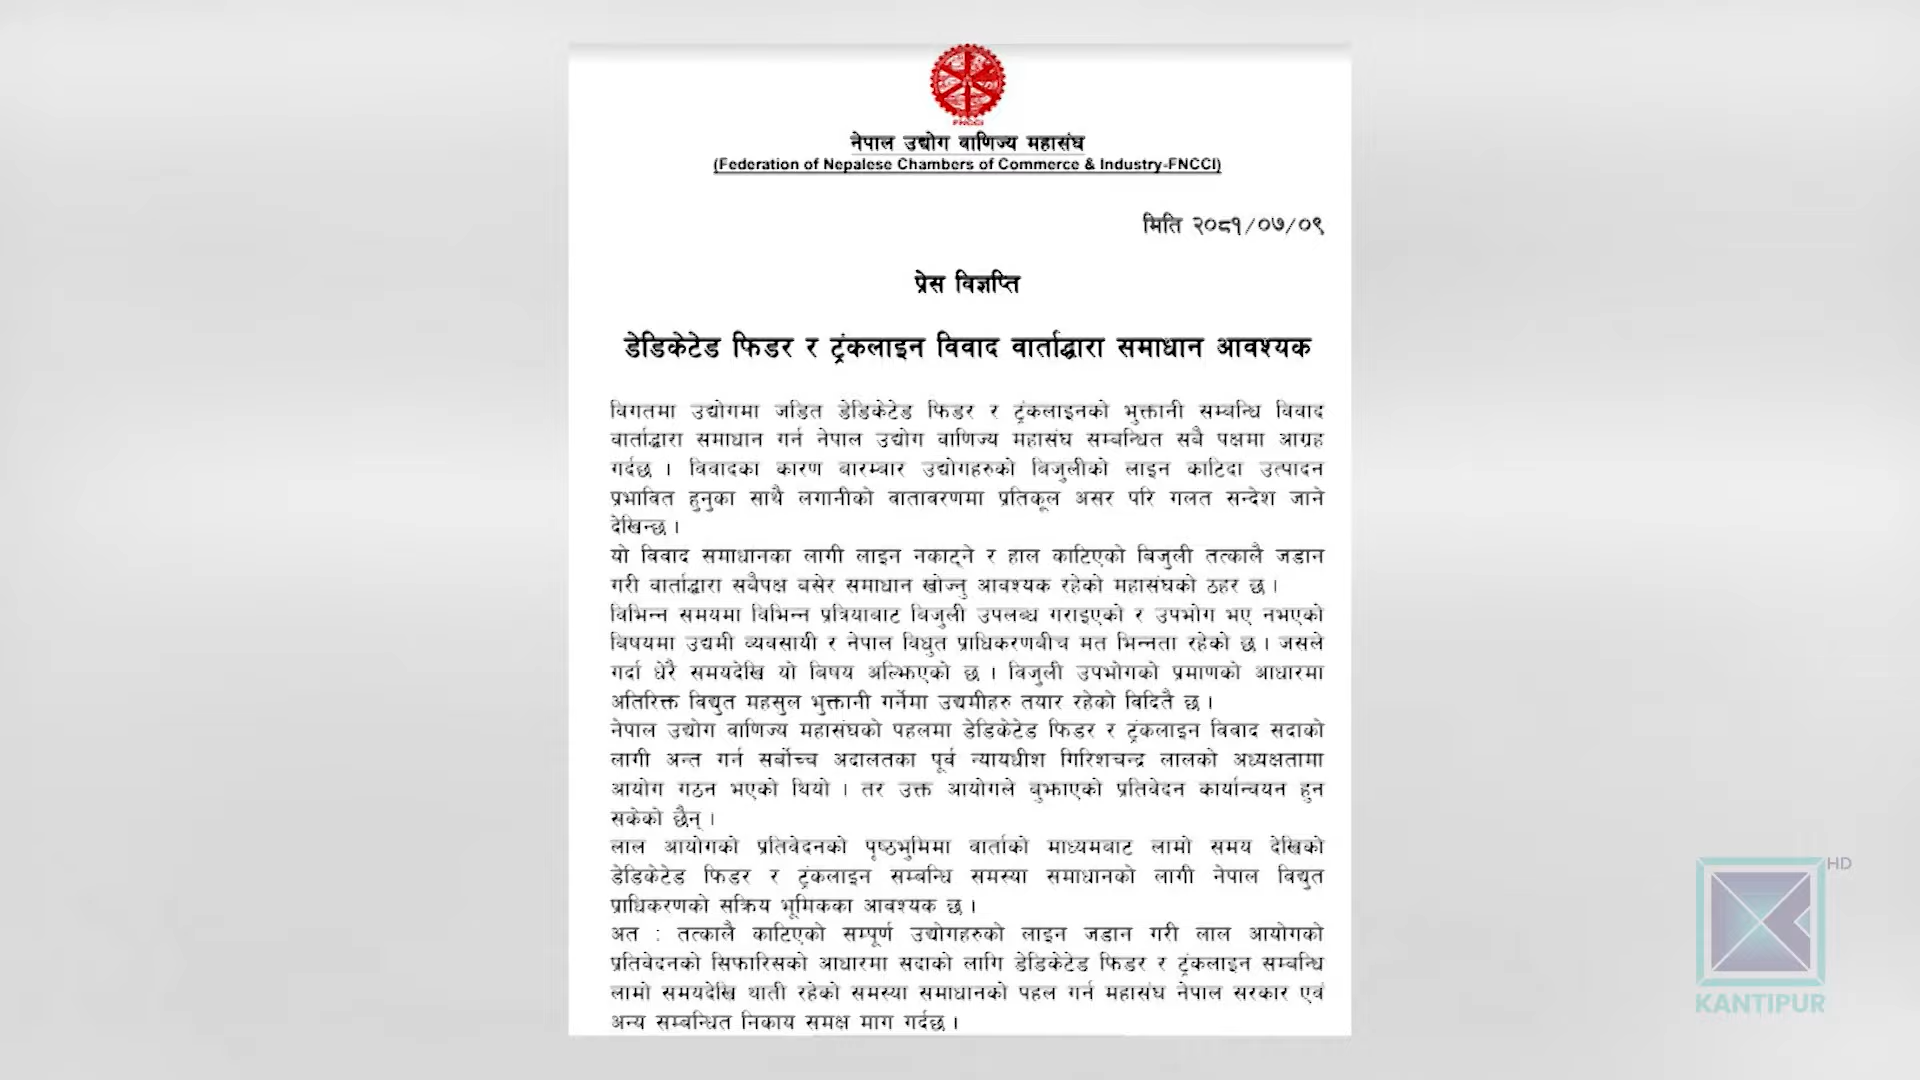 FNCCI
नेपाल उद्योग वाणिज्य महासंघ
(Federation of Nepalese Chambers of Commerce & Industry-FNCCI)
मिति २०८१/०७/०९
प्रेस विज्ञप्ति
डेडिकेटेड फिडर र ट्रंकलाइन विवाद वार्ताद्धारा समाधान आवश्यक
विगतमा उद्योगमा जडित डेडिकेटेड फिडर र ट्रंकलाइनको भुक्तानी सम्बन्धि विवाद
वार्ताद्धारा समाधान गर्न नेपाल उद्योग वाणिज्य महासंघ सम्बन्धित सबै पक्षमा आग्रह
गर्दछ । विवादका कारण बारम्बार उद्योगहरुको बिजुलीको लाइन काटिदा उत्पादन
प्रभावित हुनुका साथै लगानीको वातावरणमा प्रतिकूल असर परि गलत सन्देश जाने
देखिन्छ ।
यो विवाद समाधानका लागी लाइन नकाट्ने र हाल काटिएको बिजुली तत्कालै जडान
गरी वार्ताद्धारा सबैपक्ष बसेर समाधान खोज्नु आवश्यक रहेको महासंघको ठहर छ ।
विभिन्न समयमा विभिन्न प्रत्रियाबाट बिजुली उपलब्ध गराइएको र उपभोग भए नभएको
बिषयमा उद्यमी व्यवसायी र नेपाल विधुत प्राधिकरणबीच मत भिन्नता रहेको छ । जसले
गर्दा धेरै समयदेखि यो बिषय अल्झिएको छ । विजुली उपभोगको प्रमाणको आधारमा
अतिरिक्त विद्युत महसुल भुक्तानी गर्नेमा उद्यमीहरु तयार रहेको विदितै छ ।
नेपाल उद्योग वाणिज्य महासंघको पहलमा डेडिकेटेड फिडर र ट्रंकलाइन विवाद सदाको
लागी अन्त गर्न सर्बोच्च अदालतका पूर्व न्यायधीश गिरिशचन्द्र लालको अध्यक्षतामा
आयोग गठन भएको थियो । तर उक्त आयोगले बुझाएको प्रतिवेदन कार्यान्वयन हुन
सकेको छैन् ।
लाल आयोगको प्रतिवेदनको पृष्ठभुमिमा वार्ताको माध्यमबाट लामो समय देखिको
डेडिकेटेड फिडर र ट्रंकलाइन सम्बन्धि समस्या समाधानको लागी नेपाल विद्युत
प्राधिकरणको सक्रिय भूमिकका आवश्यक छ ।
अत : तत्कालै काटिएको सम्पूर्ण उद्योगहरुको लाइन जडान गरी लाल आयोगको
प्रतिवेदनको सिफारिसको आधारमा सदाको लागि डेडिकेटेड फिडर र ट्रंकलाइन सम्बन्धि
लामो समयदेखि थाती रहेको समस्या समाधानको पहल गर्न महासंघ नेपाल सरकार एवं
अन्य सम्बन्धित निकाय समक्ष माग गर्दछ ।
HD
KANTIPUR